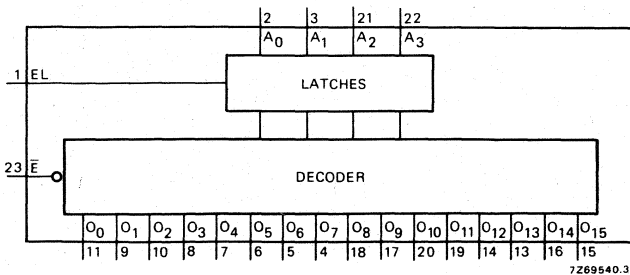 2 3 21 22
A0 A1 A2 A3
1 EL
LATCHES
23 E̅
DECODER
O0 O1 O2 O3 O4 O5 O6 O7 O8 O9 O10 O11 O12 O13 O14 O15
11 9 10 8 7 6 5 4 18 17 20 19 14 13 16 15
7Z69540.3